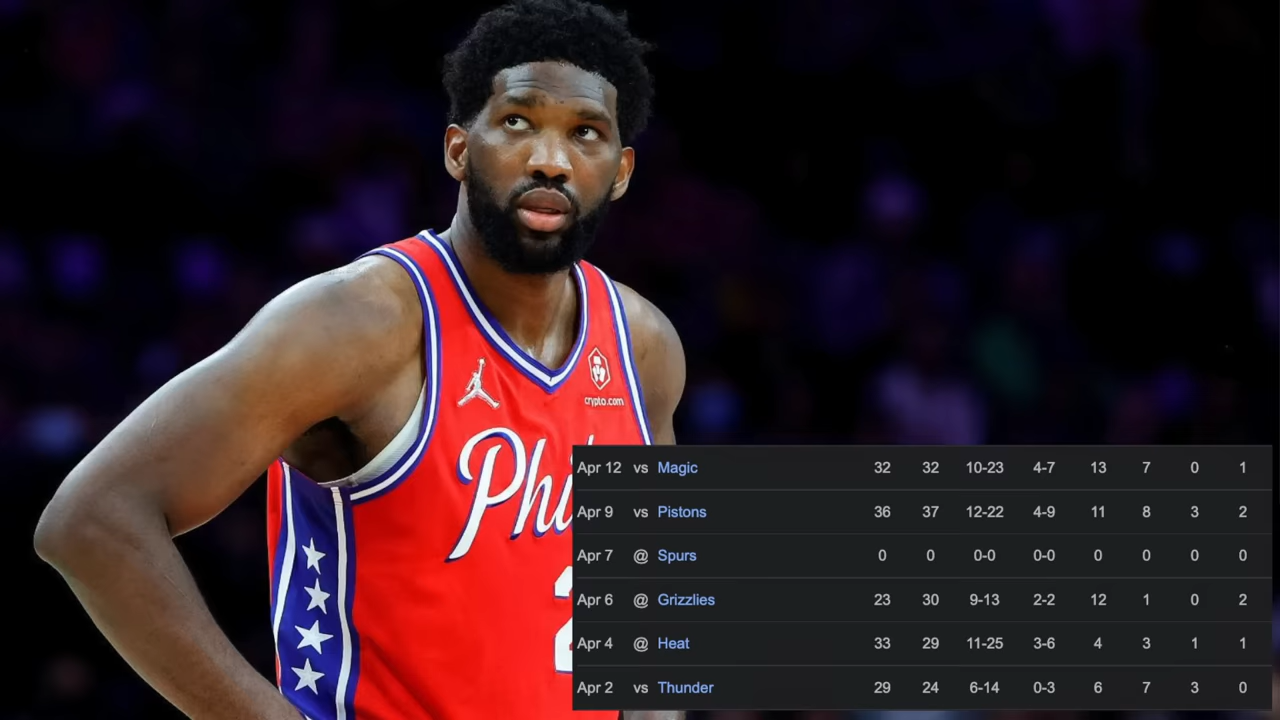 crypto.com
Phi
2
Apr 12 vs Magic 32 32 10-23 4-7 13 7 0 1
Apr 9 vs Pistons 36 37 12-22 4-9 11 8 3 2
Apr 7 @ Spurs 0 0 0-0 0-0 0 0 0 0
Apr 6 @ Grizzlies 23 30 9-13 2-2 12 1 0 2
Apr 4 @ Heat 33 29 11-25 3-6 4 3 1 1
Apr 2 vs Thunder 29 24 6-14 0-3 6 7 3 0